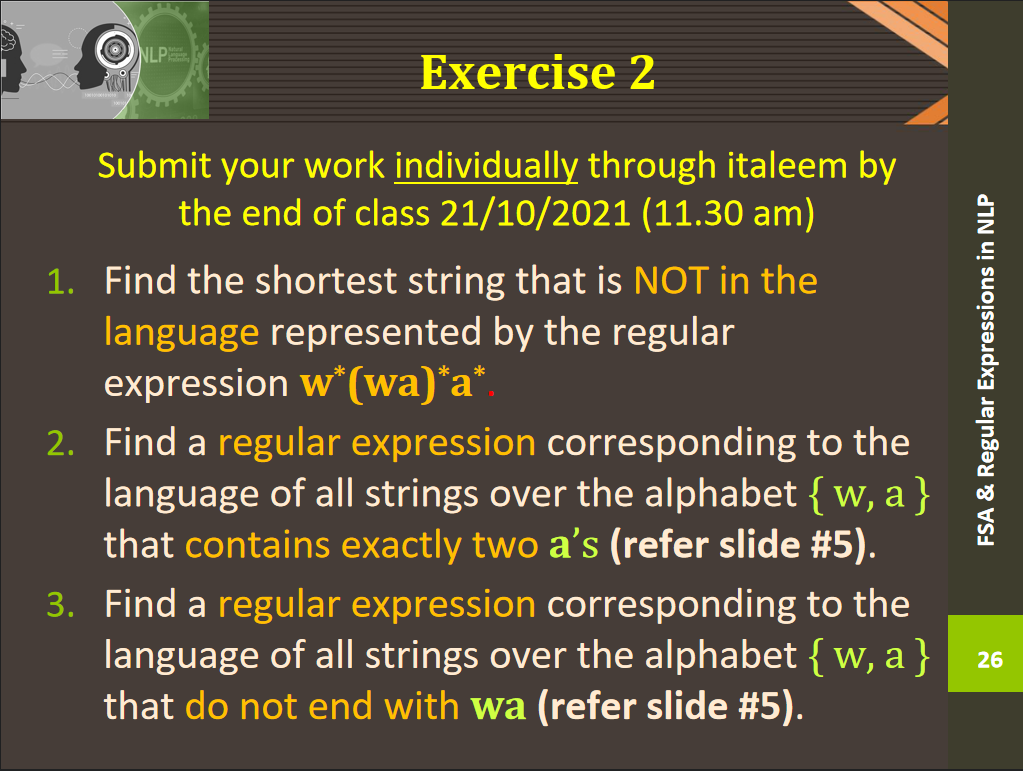 NLP Natural Language Processing
Exercise 2
Submit your work individually through italeem by
the end of class 21/10/2021 (11.30 am)
1. Find the shortest string that is NOT in the
language represented by the regular
expression w*(wa)*a*.
2. Find a regular expression corresponding to the
language of all strings over the alphabet { w, a }
that contains exactly two a’s (refer slide #5).
3. Find a regular expression corresponding to the
language of all strings over the alphabet { w, a }
that do not end with wa (refer slide #5).
FSA & Regular Expressions in NLP
26